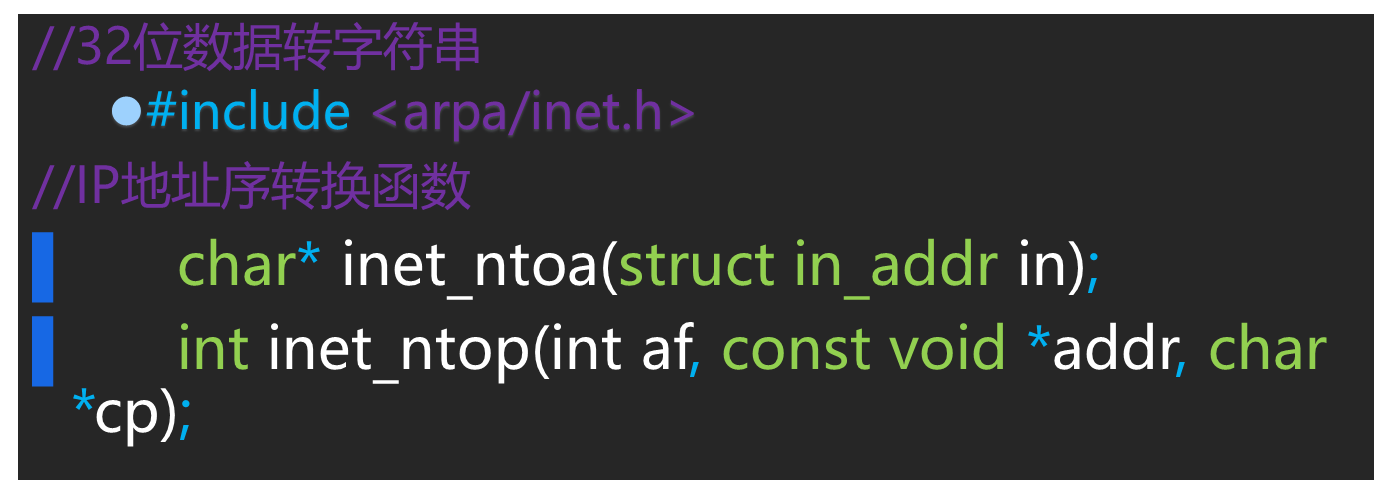 //32位数据转字符串
●#include <arpa/inet.h>
//IP地址序转换函数
char* inet_ntoa(struct in_addr in);
int inet_ntop(int af, const void *addr, char
*cp);